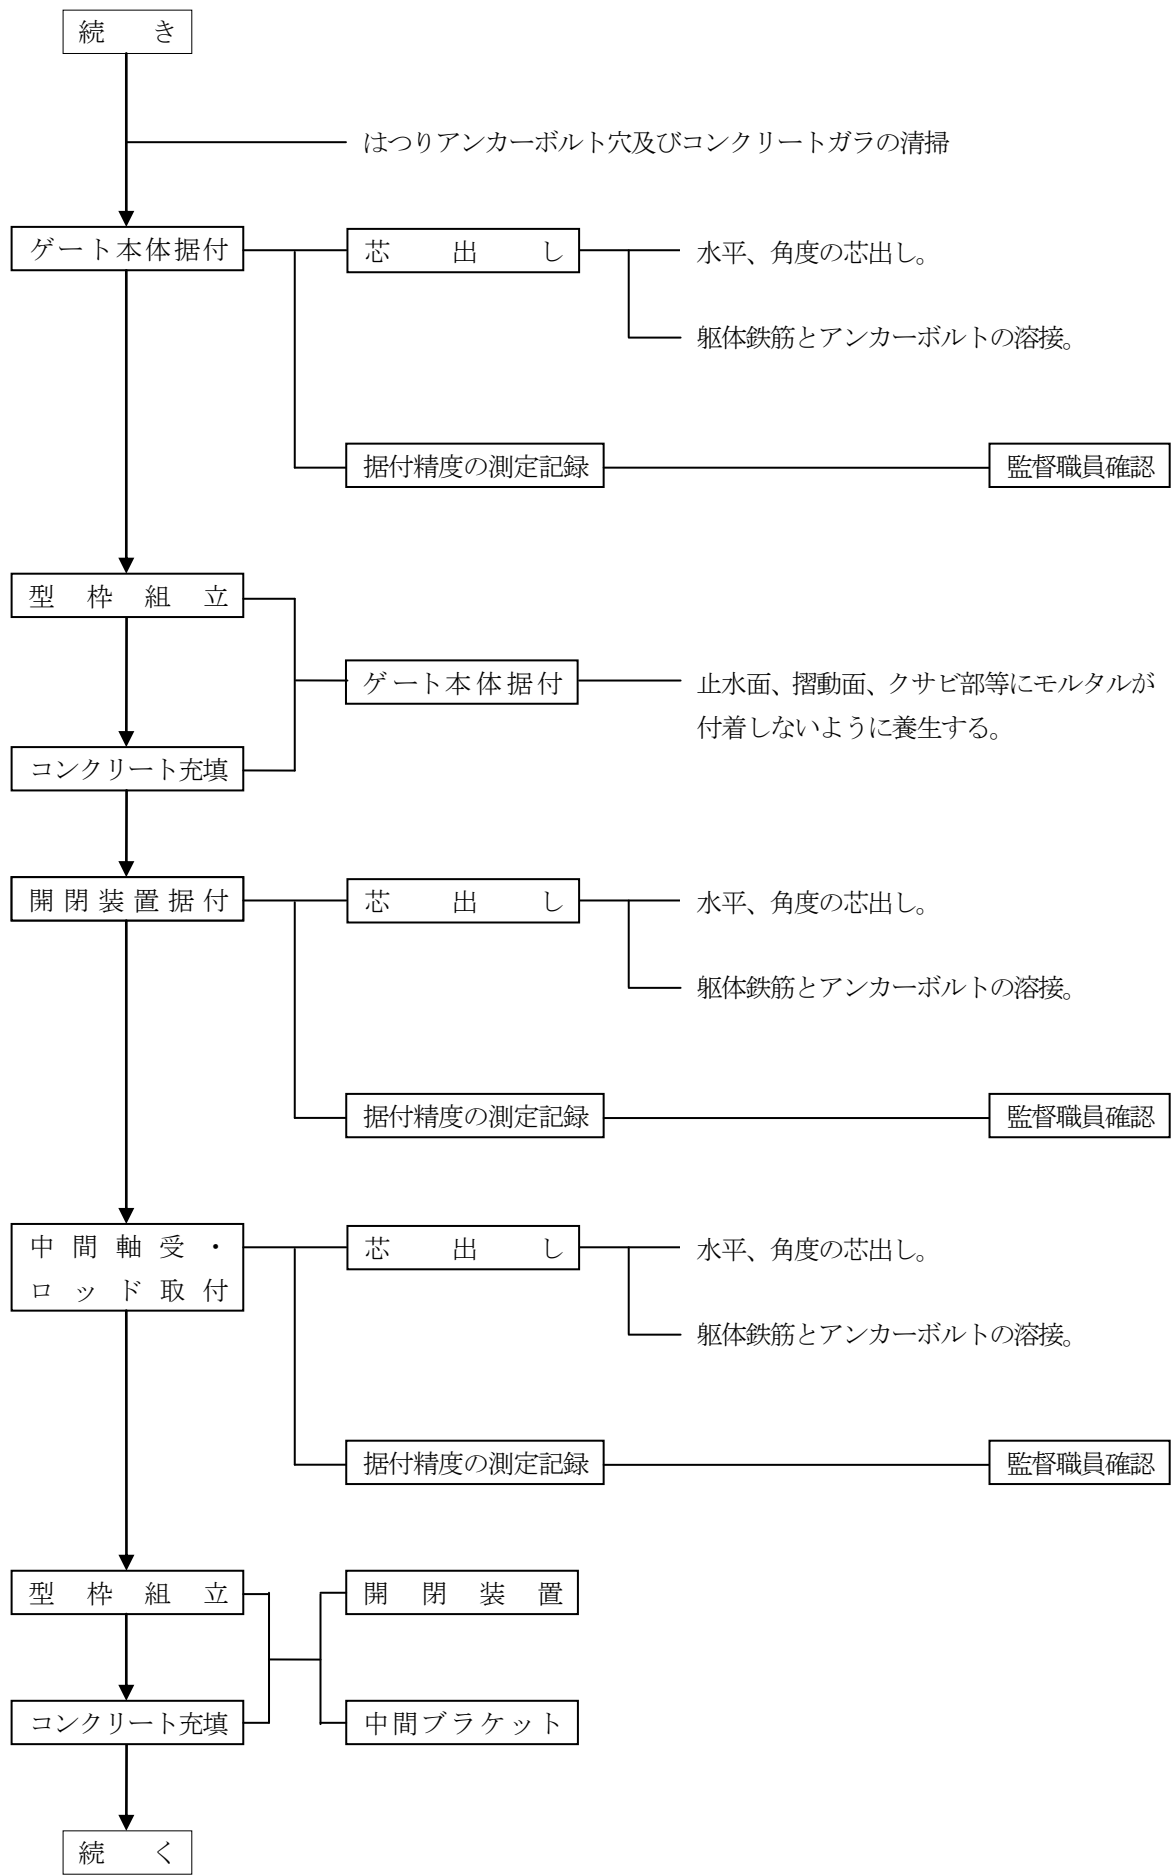 続　き
はつりアンカーボルト穴及びコンクリートガラの清掃
ゲート本体据付
芯出し
水平、角度の芯出し。
躯体鉄筋とアンカーボルトの溶接。
据付精度の測定記録
監督職員確認
型枠組立
ゲート本体据付
止水面、摺動面、クサビ部等にモルタルが
付着しないように養生する。
コンクリート充填
開閉装置据付
芯出し
水平、角度の芯出し。
躯体鉄筋とアンカーボルトの溶接。
据付精度の測定記録
監督職員確認
中間軸受・
ロッド取付
芯出し
水平、角度の芯出し。
躯体鉄筋とアンカーボルトの溶接。
据付精度の測定記録
監督職員確認
型枠組立
開閉装置
コンクリート充填
中間ブラケット
続　く